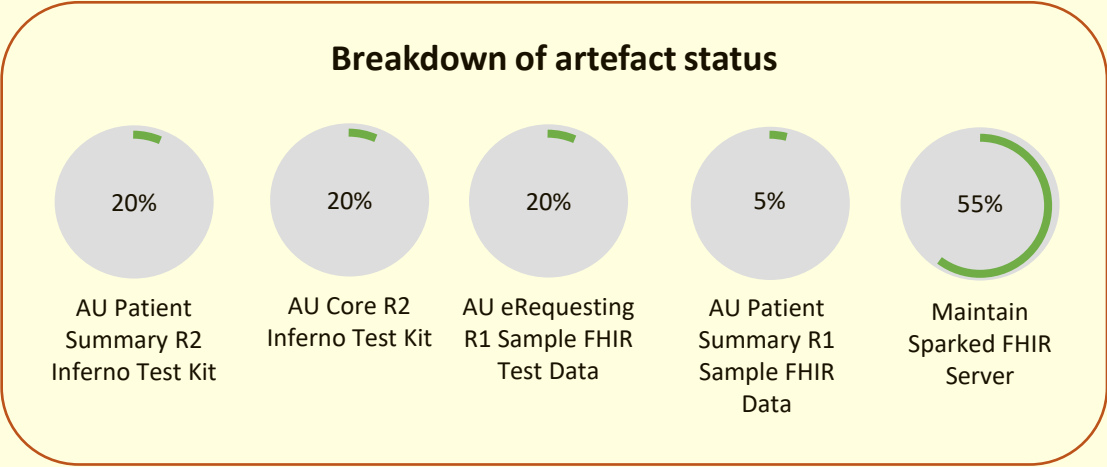 Breakdown of artefact status
20%
20%
20%
5%
55%
AU Patient
Summary R2
Inferno Test Kit
AU Core R2
Inferno Test Kit
AU eRequesting
R1 Sample FHIR
Test Data
AU Patient
Summary R1
Sample FHIR
Data
Maintain
Sparked FHIR
Server